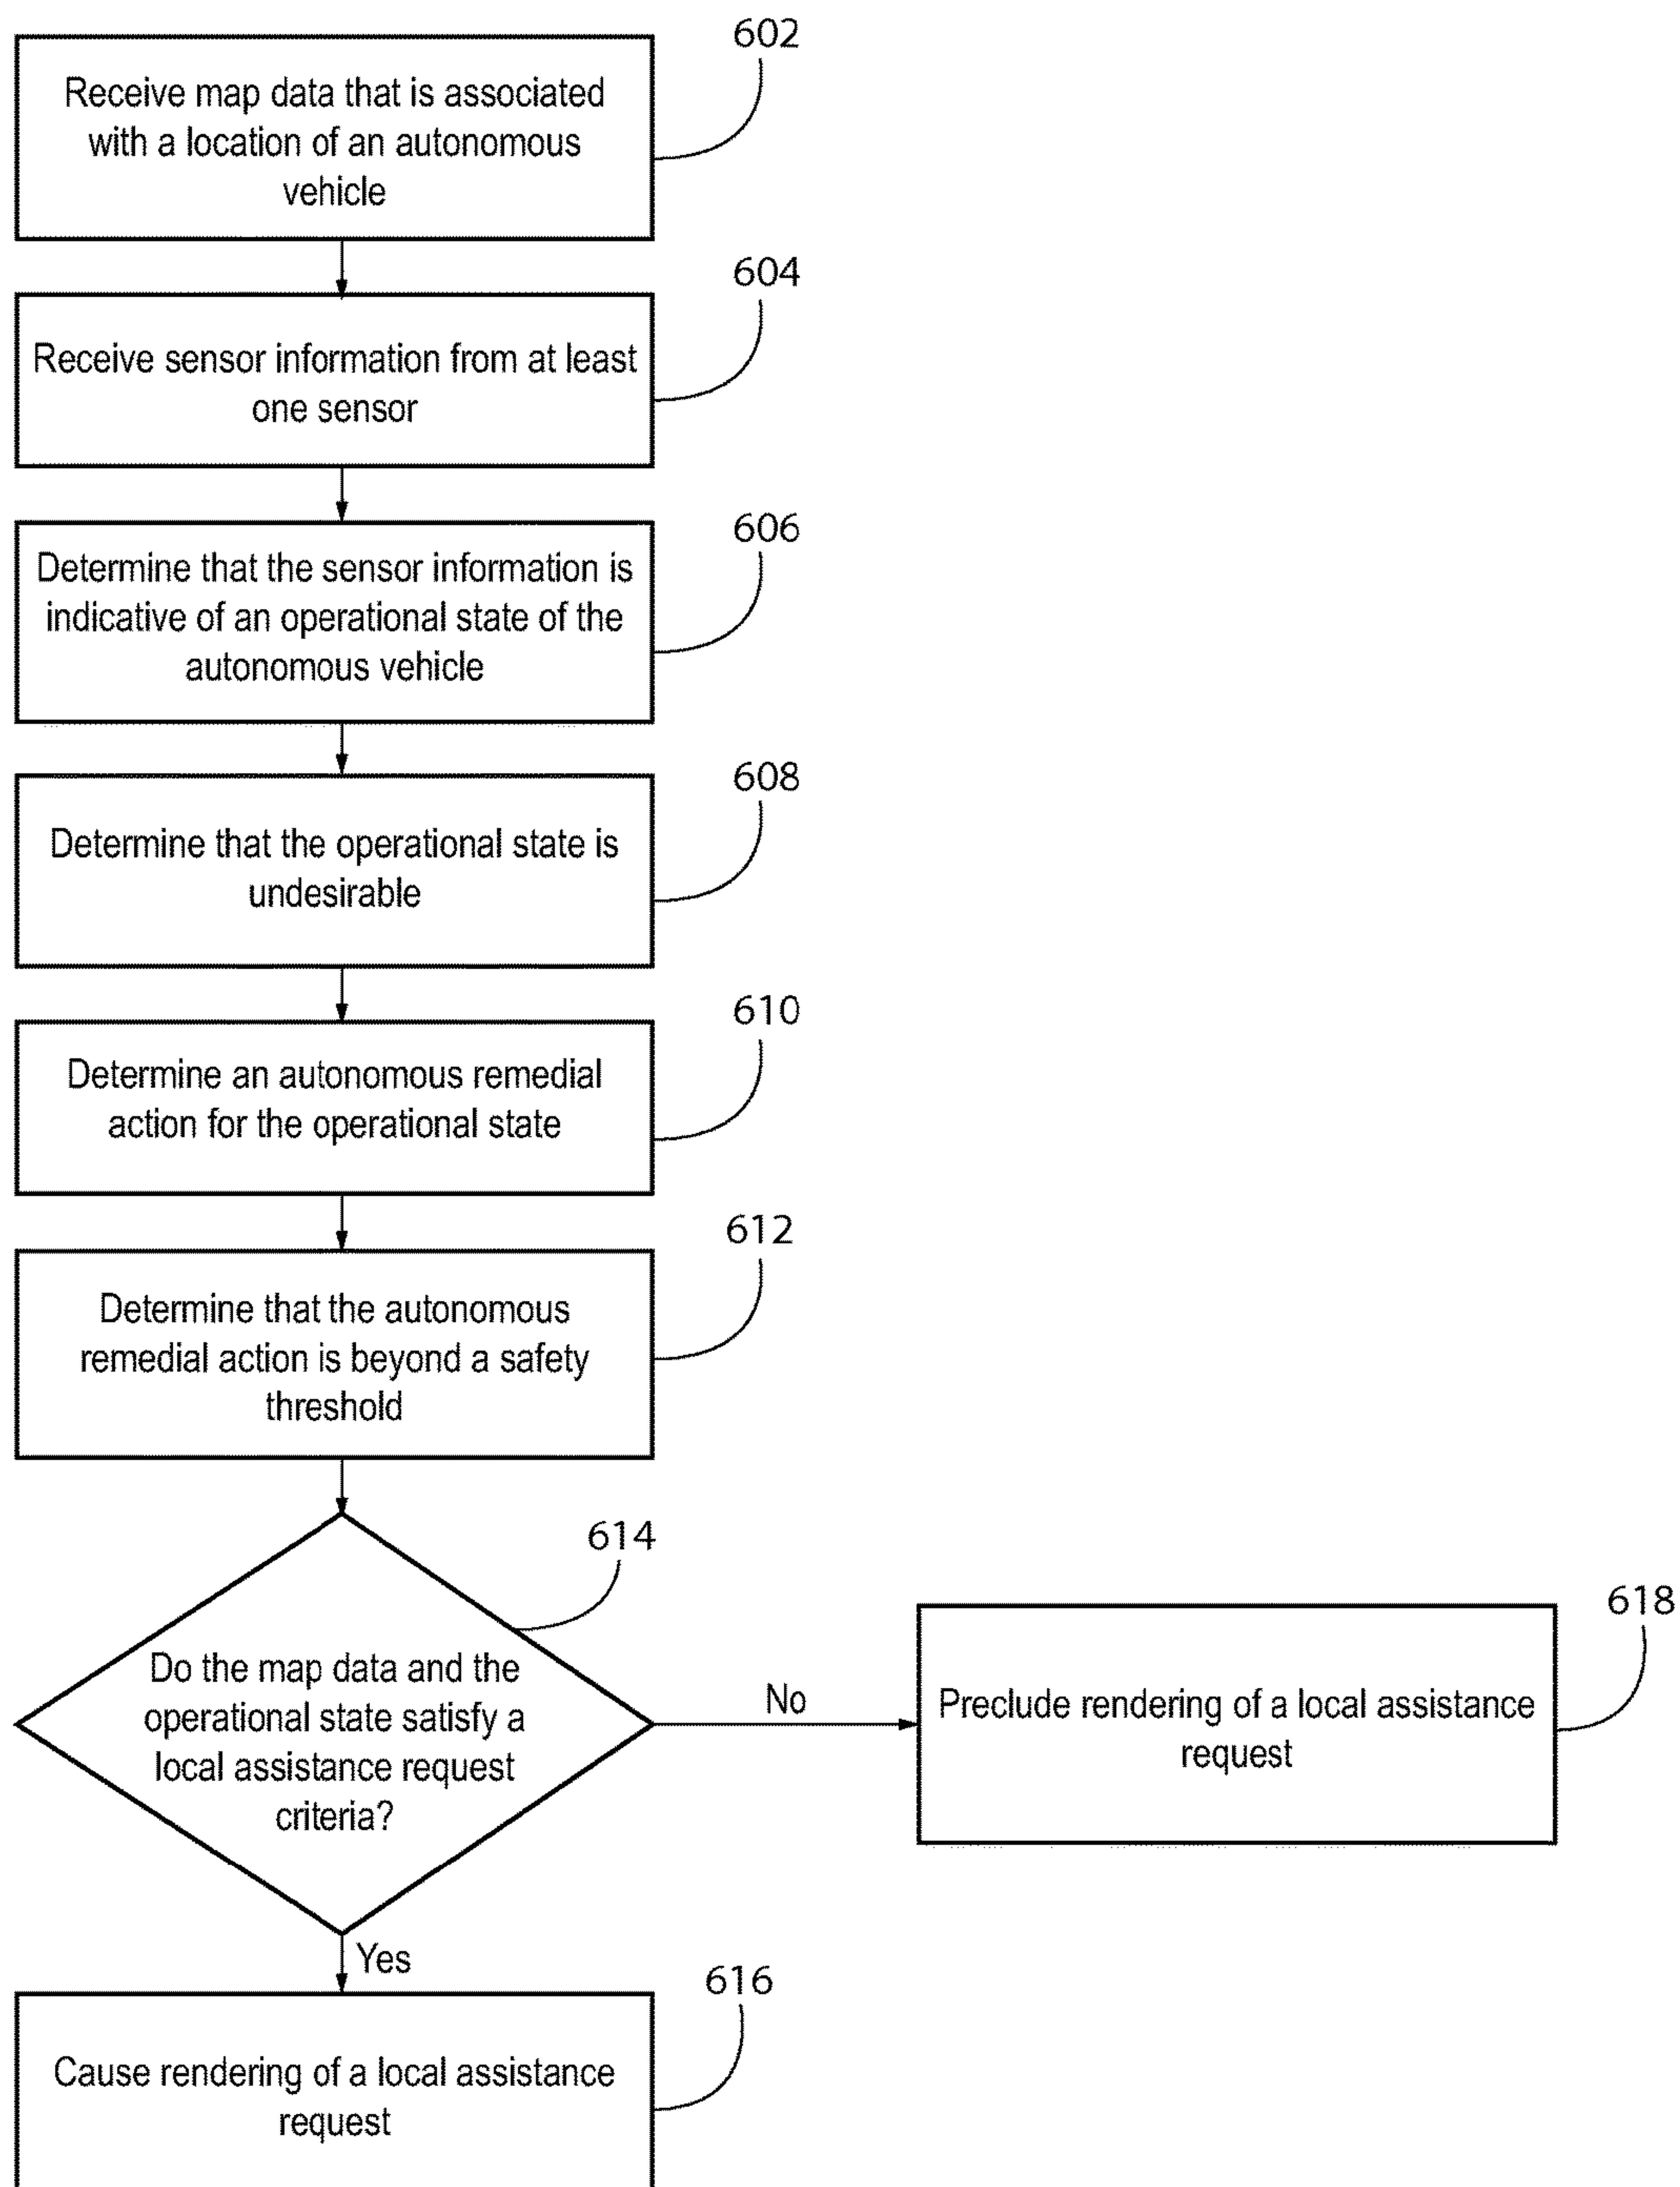 602
Receive map data that is associated
with a location of an autonomous
vehicle
604
Receive sensor information from at least
one sensor
606
Determine that the sensor information is
indicative of an operational state of the
autonomous vehicle
608
Determine that the operational state is
undesirable
610
Determine an autonomous remedial
action for the operational state
612
Determine that the autonomous
remedial action is beyond a safety
threshold
614
Do the map data and the
operational state satisfy a
local assistance request
criteria?
No
618
Preclude rendering of a local assistance
request
Yes
616
Cause rendering of a local assistance
request